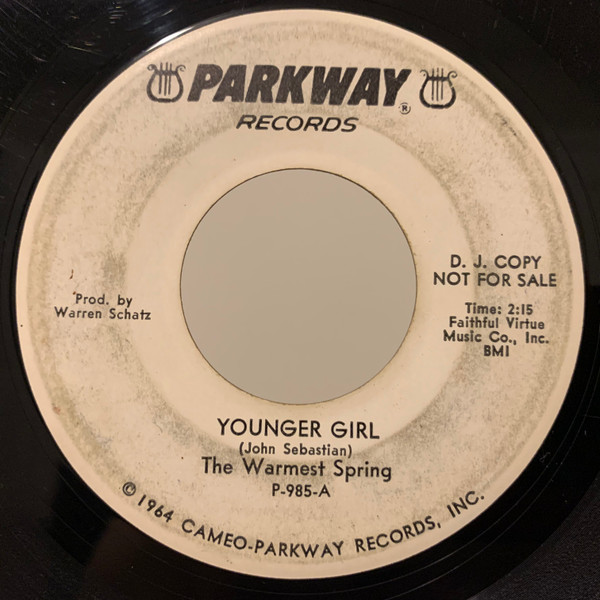 PARKWAY®
RECORDS
D. J. COPY
NOT FOR SALE
Prod. by
Warren Schatz
Time: 2:15
Faithful Virtue
Music Co., Inc.
BMI
YOUNGER GIRL
(John Sebastian)
The Warmest Spring
P-985-A
© 1964 CAMEO-PARKWAY RECORDS, INC.